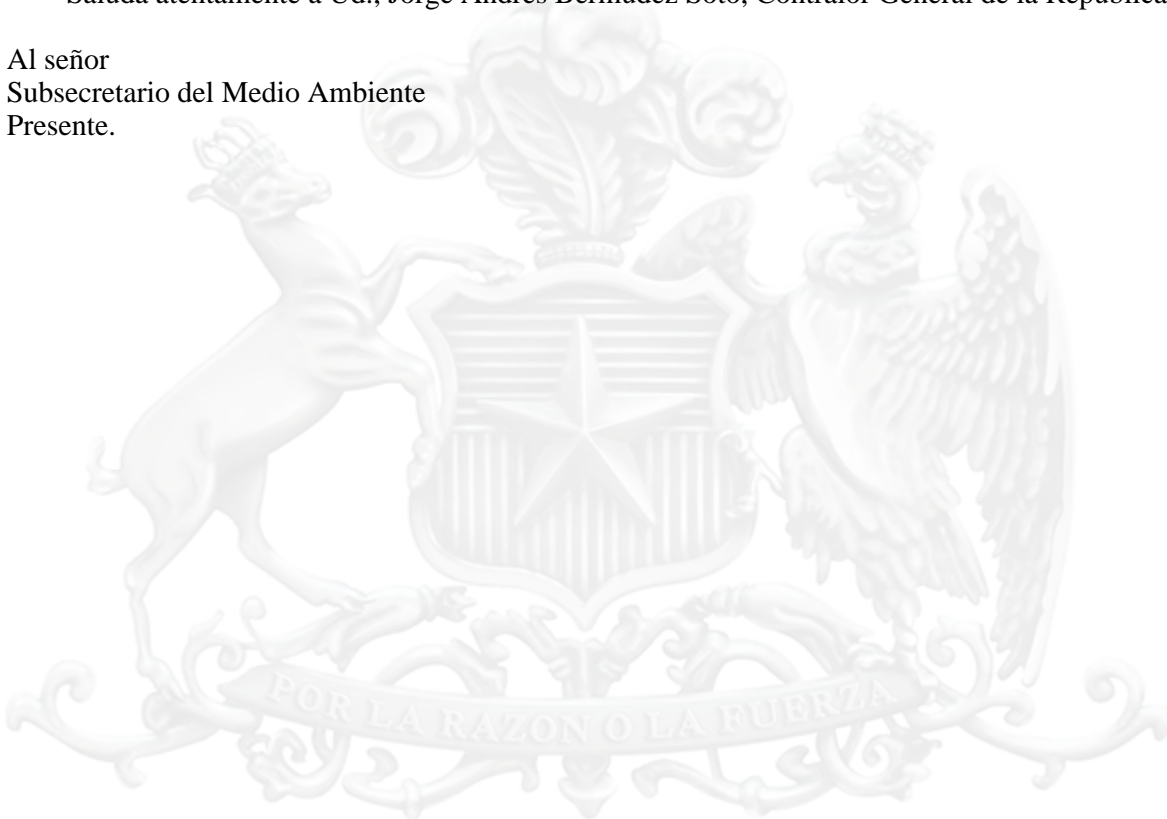 Saluda atentamente a Ud., Jorge Andrés Bermúdez Soto, Contralor General de la República
Al señor
Subsecretario del Medio Ambiente
Presente.
POR LA RAZON O LA FUERZA